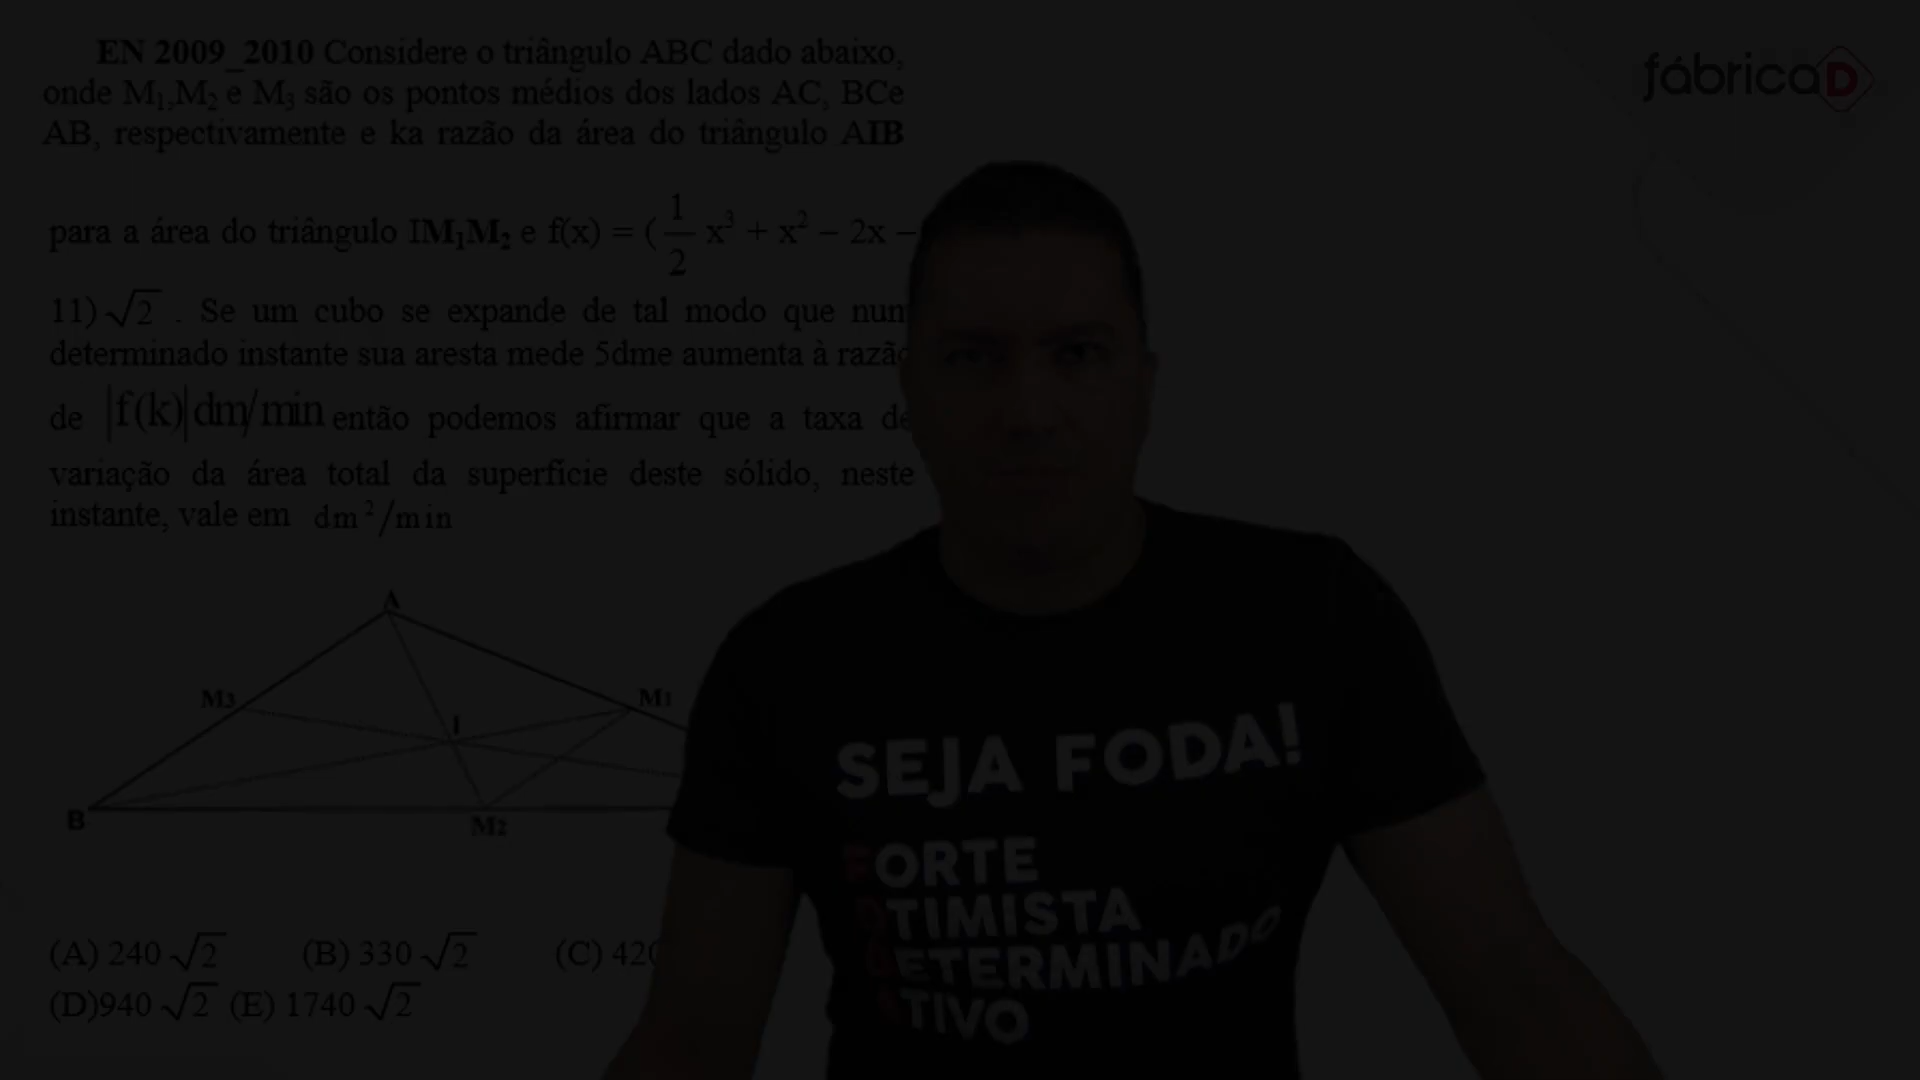 EN 2009_2010 Considere o triângulo ABC dado abaixo,
onde M₁,M₂ e M₃ são os pontos médios dos lados AC, BCe
AB, respectivamente e ka razão da área do triângulo AIB
para a área do triângulo IM₁M₂ e f(x) = (1/2 x³ + x² − 2x −
11)√2 . Se um cubo se expande de tal modo que num
determinado instante sua aresta mede 5dme aumenta à razão
de |f(k)|dm/min então podemos afirmar que a taxa de
variação da área total da superfície deste sólido, neste
instante, vale em dm²/min
A
M3
M1
I
B
M2
(A) 240√2 (B) 330√2 (C) 420
(D)940√2 (E) 1740√2
fábricaD
SEJA FODA!
FORTE
OTIMISTA
DETERMINADO
ATIVO